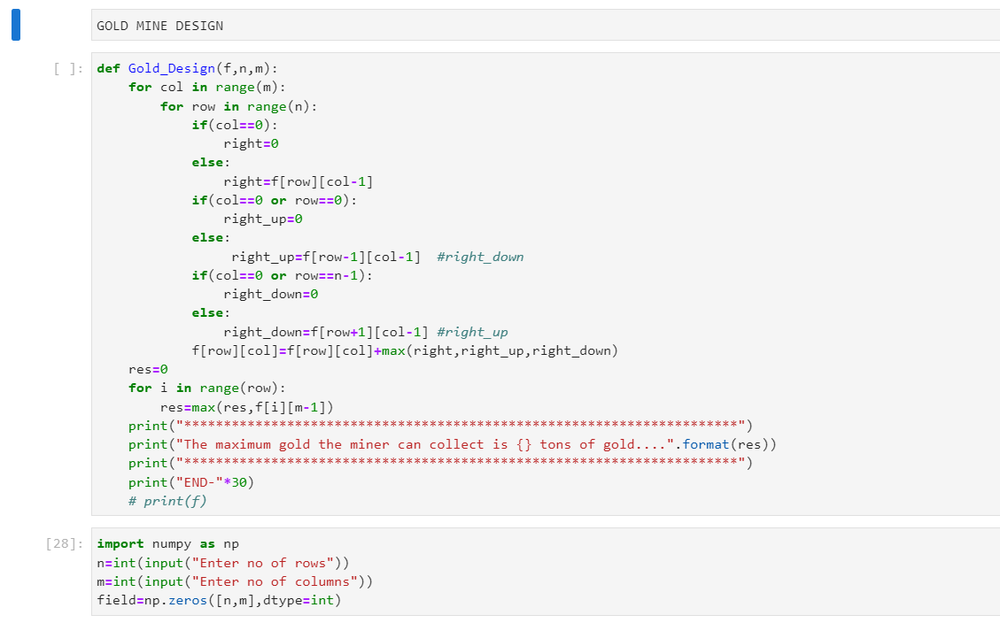 GOLD MINE DESIGN
[ ]:
def Gold_Design(f,n,m):
    for col in range(m):
        for row in range(n):
            if(col==0):
                right=0
            else:
                right=f[row][col-1]
            if(col==0 or row==0):
                right_up=0
            else:
                 right_up=f[row-1][col-1]  #right_down
            if(col==0 or row==n-1):
                right_down=0
            else:
                right_down=f[row+1][col-1] #right_up
            f[row][col]=f[row][col]+max(right,right_up,right_down)
    res=0
    for i in range(row):
        res=max(res,f[i][m-1])
    print("**********************************************************************")
    print("The maximum gold the miner can collect is {} tons of gold....".format(res))
    print("**********************************************************************")
    print("END-"*30)
    # print(f)
[28]:
import numpy as np
n=int(input("Enter no of rows"))
m=int(input("Enter no of columns"))
field=np.zeros([n,m],dtype=int)